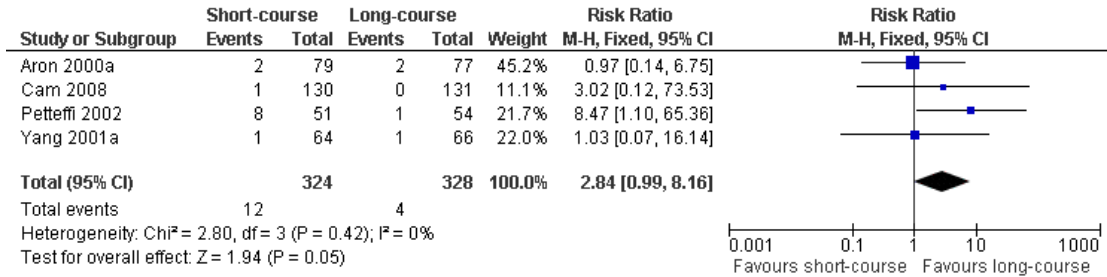 Short-course Long-course Risk Ratio Risk Ratio
Study or Subgroup Events Total Events Total Weight M-H, Fixed, 95% CI M-H, Fixed, 95% CI
Aron 2000a 2 79 2 77 45.2% 0.97 [0.14, 6.75]
Cam 2008 1 130 0 131 11.1% 3.02 [0.12, 73.53]
Petteffi 2002 8 51 1 54 21.7% 8.47 [1.10, 65.36]
Yang 2001a 1 64 1 66 22.0% 1.03 [0.07, 16.14]
Total (95% CI) 324 328 100.0% 2.84 [0.99, 8.16]
Total events 12 4
Heterogeneity: Chi² = 2.80, df = 3 (P = 0.42); I² = 0%
Test for overall effect: Z = 1.94 (P = 0.05)
0.001 0.1 1 10 1000
Favours short-course Favours long-course